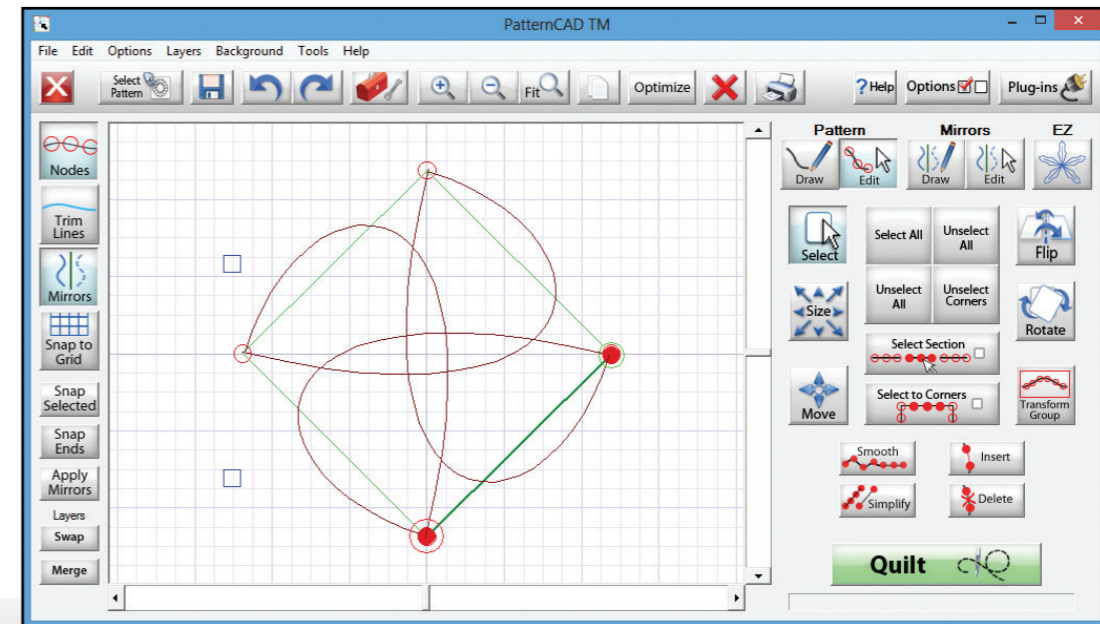 PatternCAD TM
File Edit Options Layers Background Tools Help
Select
Pattern
Fit
Optimize
? Help
Options
Plug-ins
Nodes
Trim
Lines
Mirrors
Snap to
Grid
Snap
Selected
Snap
Ends
Apply
Mirrors
Layers
Swap
Merge
Pattern Mirrors EZ
Draw Edit Draw Edit
Select
Select All
Unselect
All
Flip
Size
Unselect
All
Unselect
Corners
Rotate
Select Section
Move
Select to Corners
Transform
Group
Smooth
Insert
Simplify
Delete
Quilt